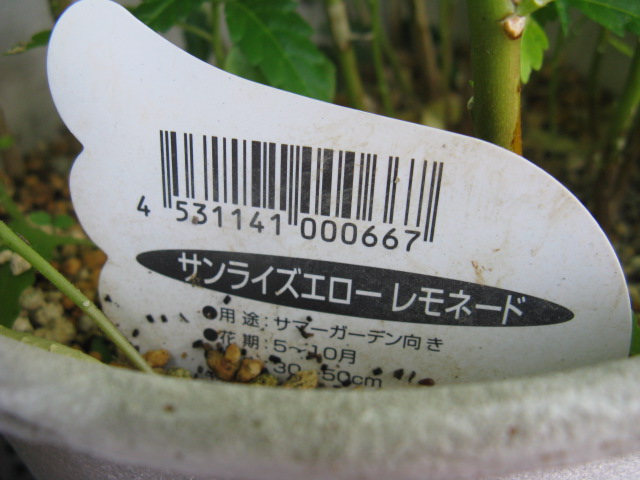 4 531141 000667
サンライズエロー レモネード
●用途:サマーガーデン向き
●花期:5〜10月
30 50cm